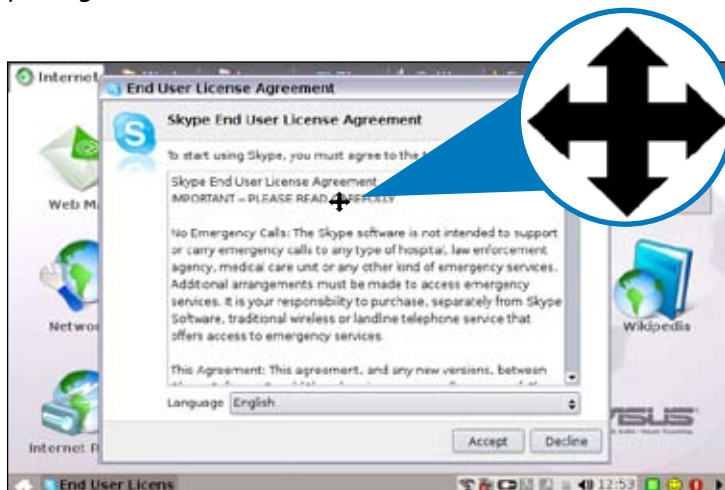 Internet
End User License Agreement
Skype End User License Agreement
To start using Skype, you must agree to the
Skype End User License Agreement
IMPORTANT – PLEASE READ CAREFULLY
No Emergency Calls: The Skype software is not intended to support
or carry emergency calls to any type of hospital, law enforcement
agency, medical care unit or any other kind of emergency services.
Additional arrangements must be made to access emergency
services. It is your responsibility to purchase, separately from Skype
Software, traditional wireless or landline telephone service that
offers access to emergency services.
This Agreement: This agreement, and any new versions, between
Web M
Networ
Wikipedia
Internet R
Language English
Accept Decline
ASUS
End User Licens
12:53